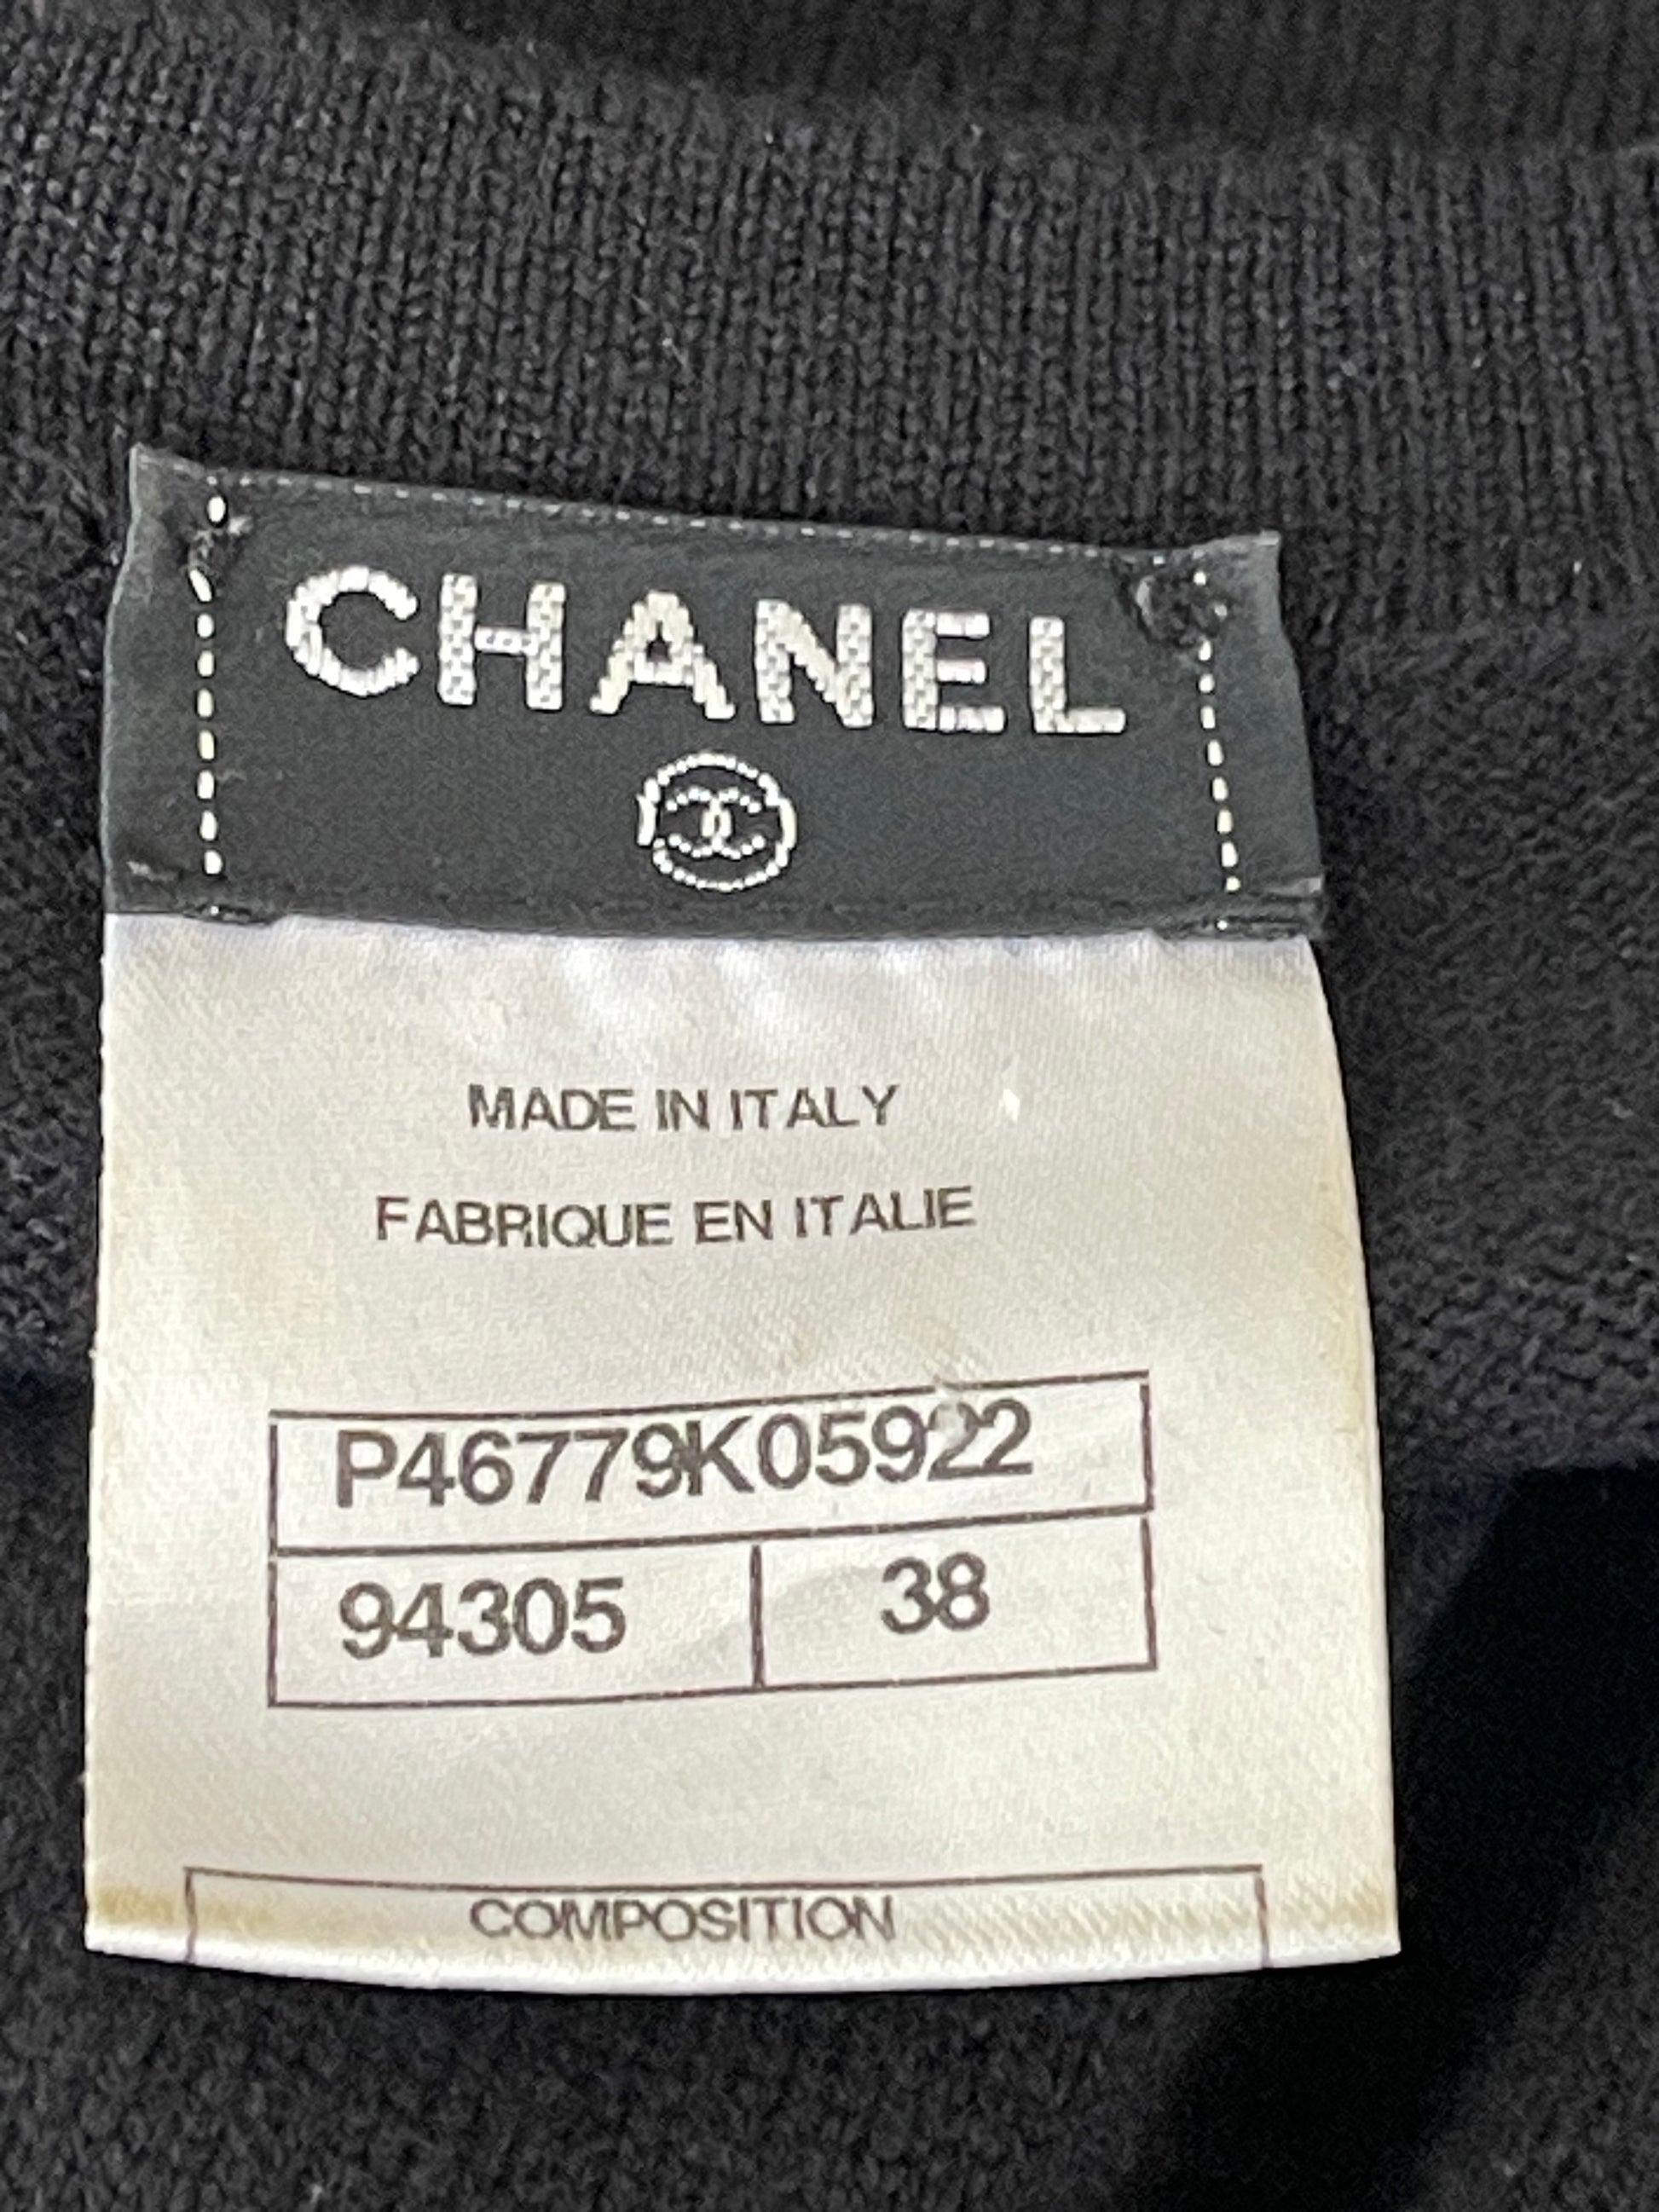 CHANEL
MADE IN ITALY
FABRIQUE EN ITALIE
P46779K05922
94305 38
COMPOSITION